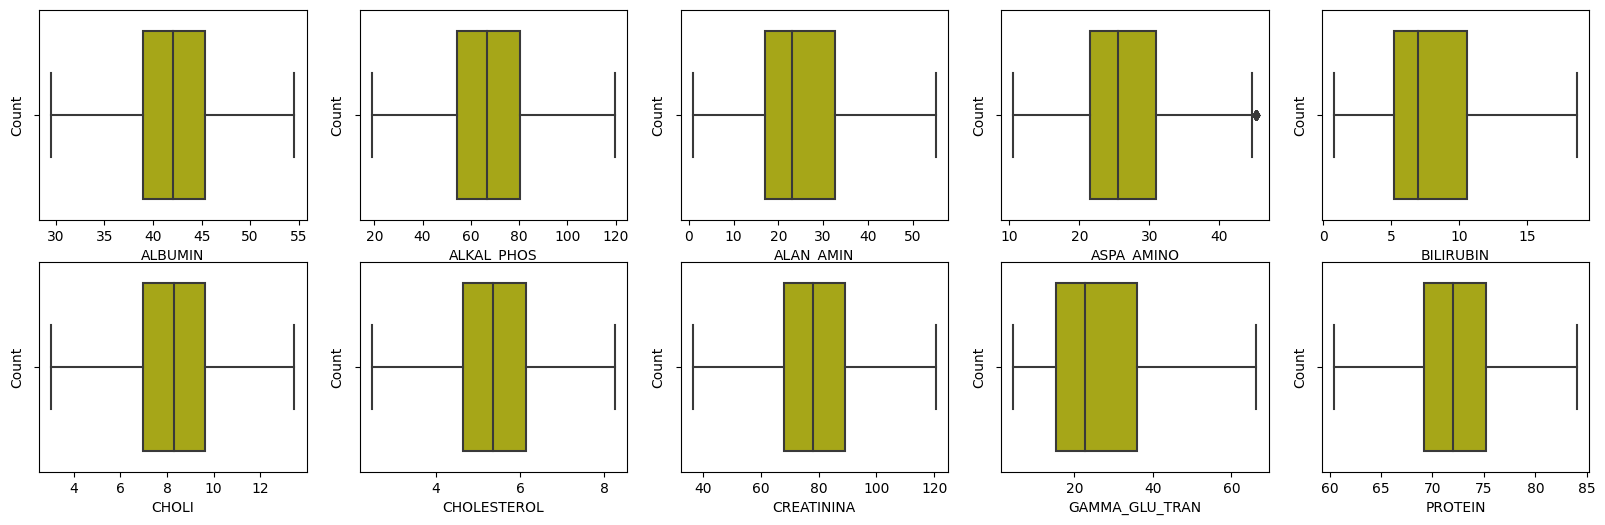 Count
30 35 40 45 50 55
ALBUMIN
Count
20 40 60 80 100 120
ALKAL_PHOS
Count
0 10 20 30 40 50
ALAN_AMIN
Count
10 20 30 40
ASPA_AMINO
Count
0 5 10 15
BILIRUBIN
Count
4 6 8 10 12
CHOLI
Count
4 6 8
CHOLESTEROL
Count
40 60 80 100 120
CREATININA
Count
20 40 60
GAMMA_GLU_TRAN
Count
60 65 70 75 80 85
PROTEIN